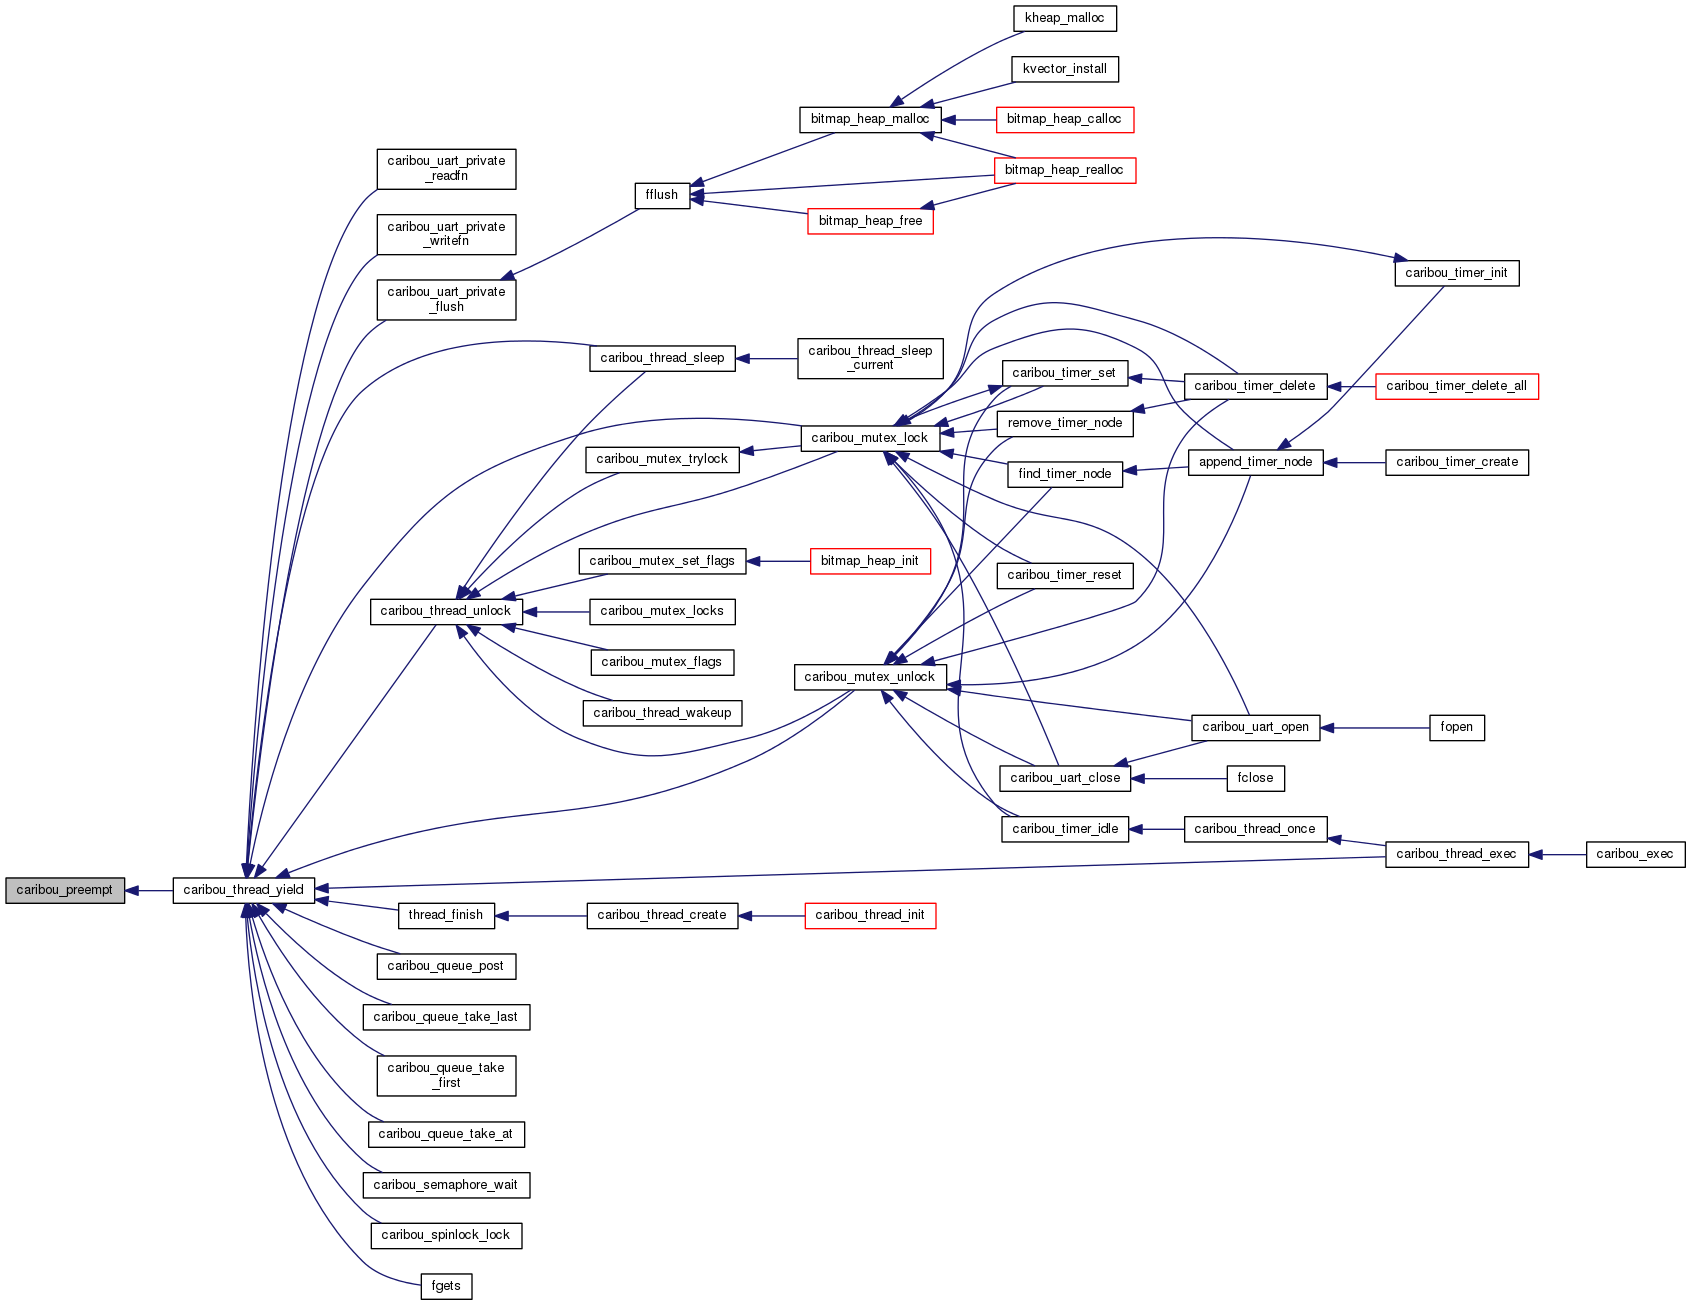 kheap_malloc
kvector_install
bitmap_heap_malloc
bitmap_heap_calloc
caribou_uart_private
_readfn
bitmap_heap_realloc
fflush
bitmap_heap_free
caribou_uart_private
_writefn
caribou_timer_init
caribou_uart_private
_flush
caribou_thread_sleep
caribou_thread_sleep
_current
caribou_timer_set
caribou_timer_delete
caribou_timer_delete_all
remove_timer_node
caribou_mutex_lock
caribou_mutex_trylock
find_timer_node
append_timer_node
caribou_timer_create
caribou_mutex_set_flags
bitmap_heap_init
caribou_timer_reset
caribou_thread_unlock
caribou_mutex_locks
caribou_mutex_flags
caribou_mutex_unlock
caribou_thread_wakeup
caribou_uart_open
fopen
caribou_uart_close
fclose
caribou_timer_idle
caribou_thread_once
caribou_thread_exec
caribou_exec
caribou_preempt
caribou_thread_yield
thread_finish
caribou_thread_create
caribou_thread_init
caribou_queue_post
caribou_queue_take_last
caribou_queue_take
_first
caribou_queue_take_at
caribou_semaphore_wait
caribou_spinlock_lock
fgets